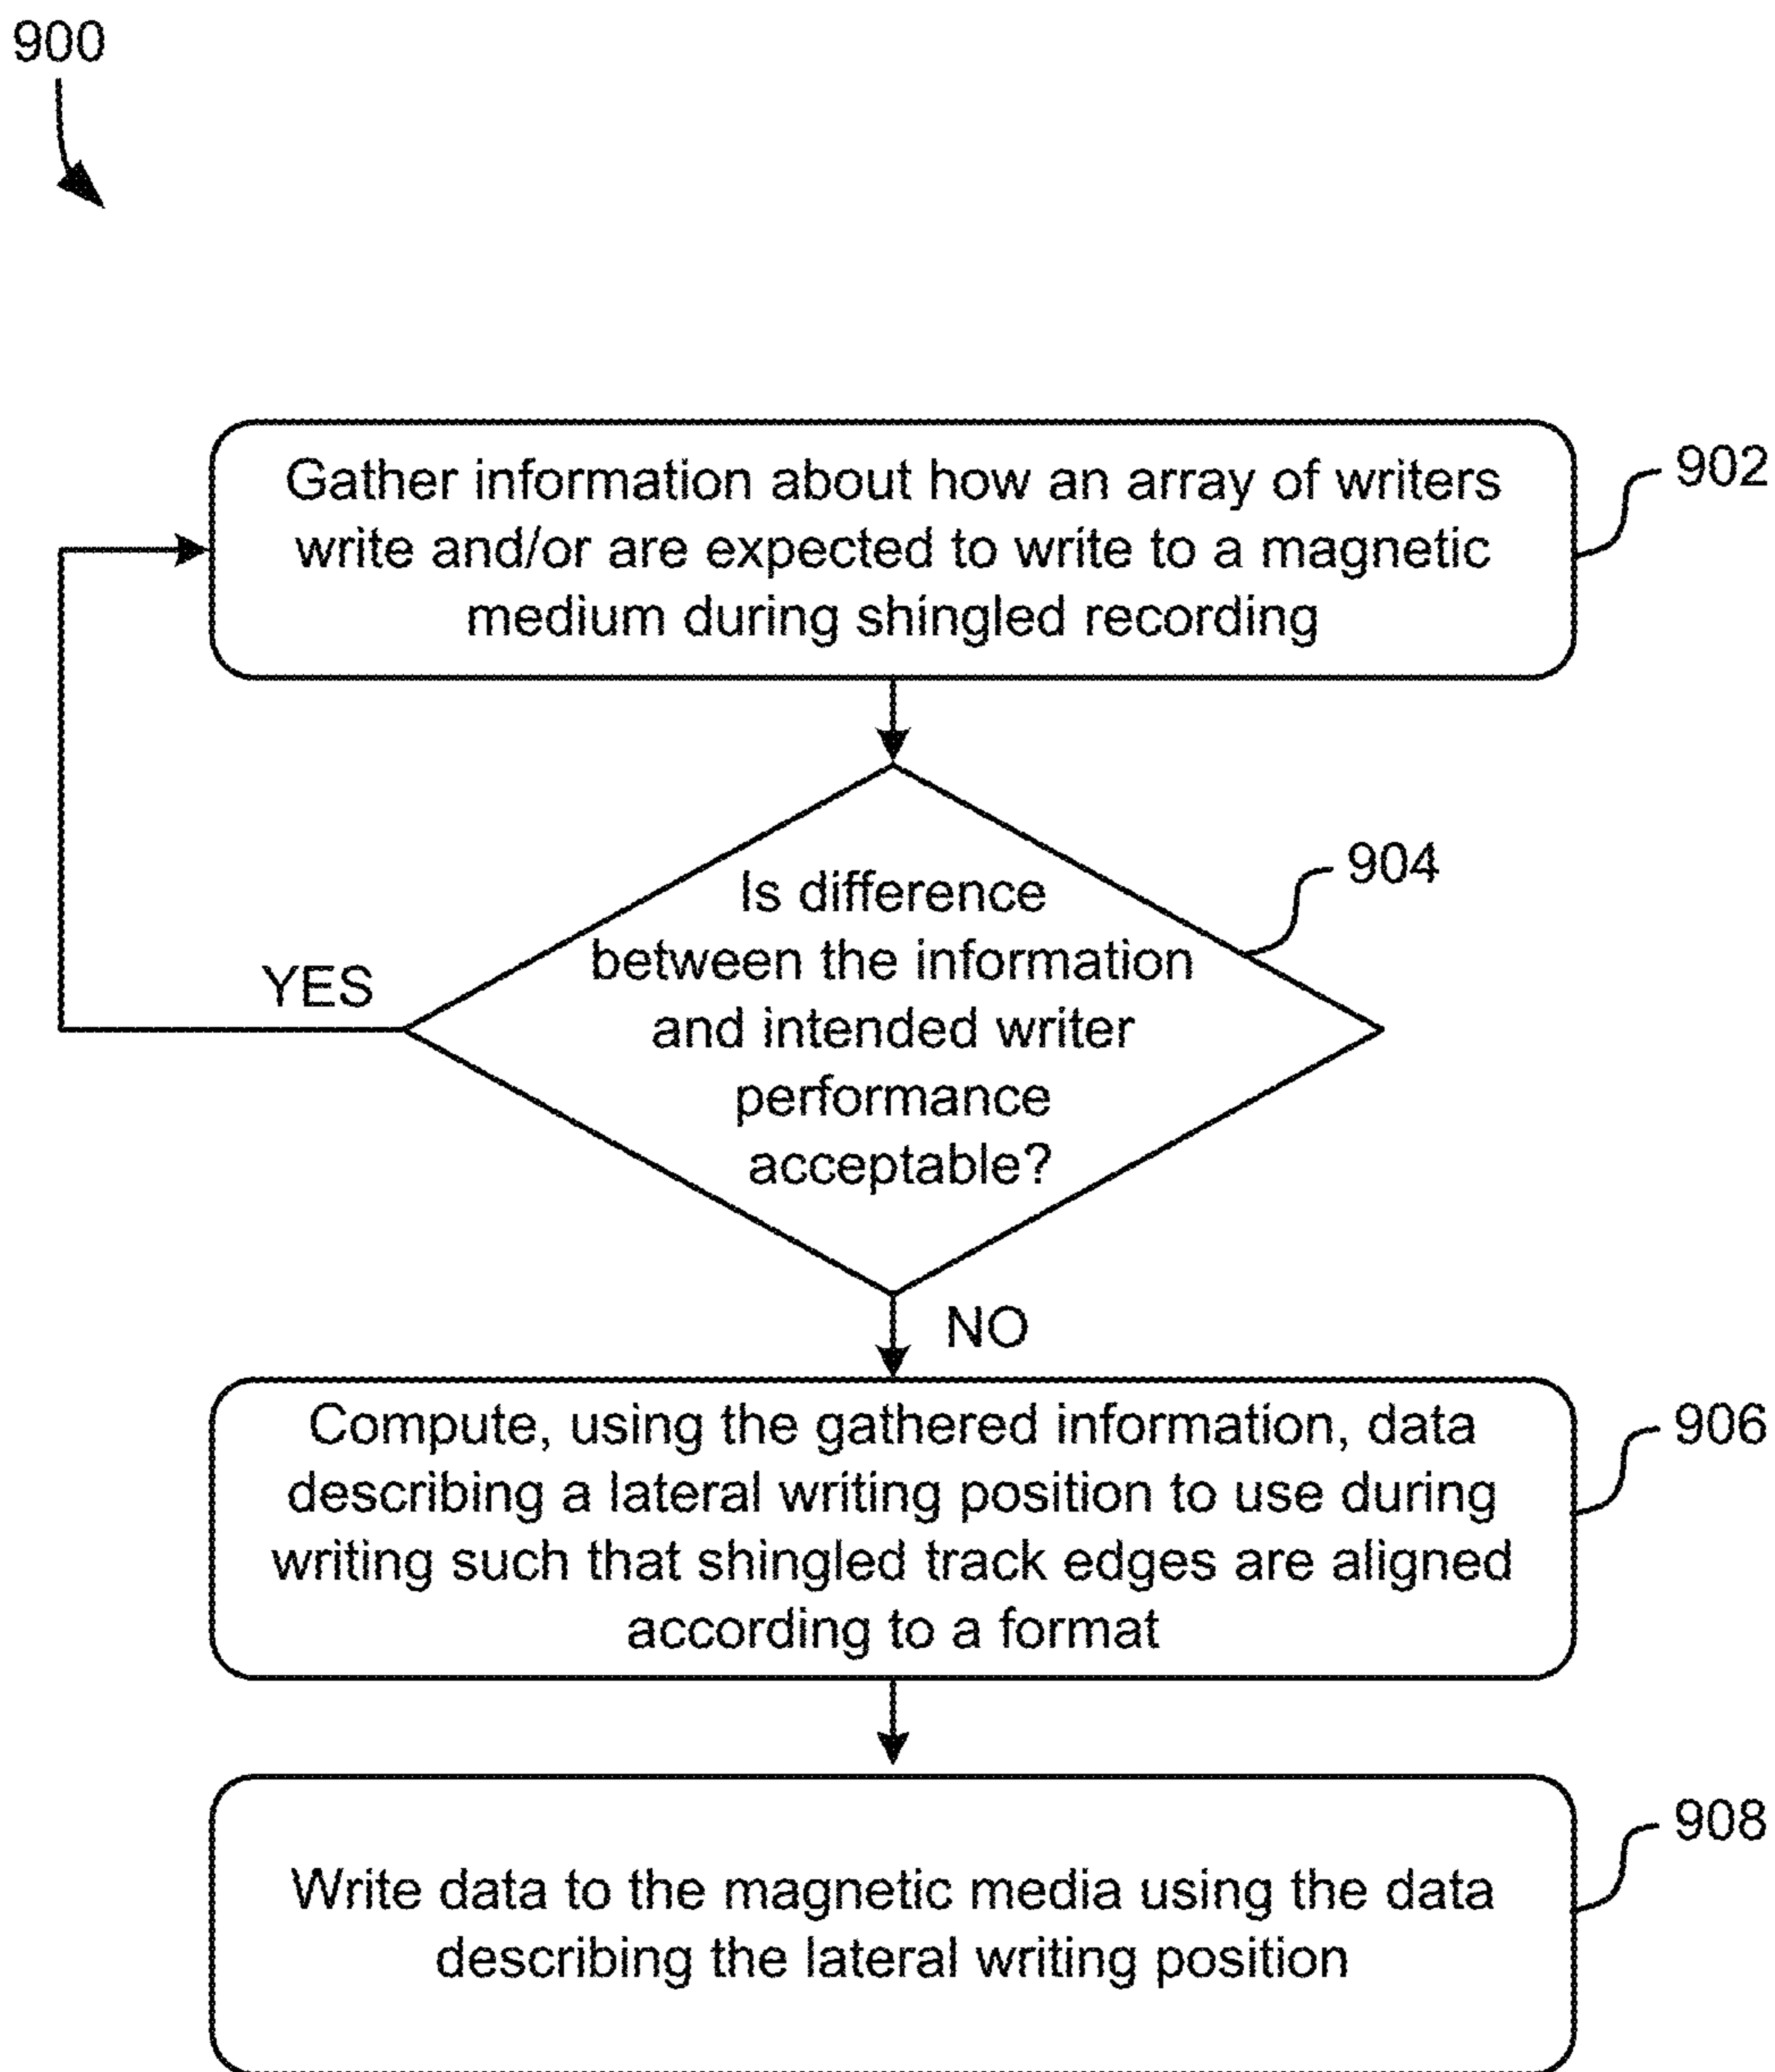 900
Gather information about how an array of writers
write and/or are expected to write to a magnetic
medium during shingled recording
902
Is difference
between the information
and intended writer
performance
acceptable?
904
YES
NO
Compute, using the gathered information, data
describing a lateral writing position to use during
writing such that shingled track edges are aligned
according to a format
906
Write data to the magnetic media using the data
describing the lateral writing position
908